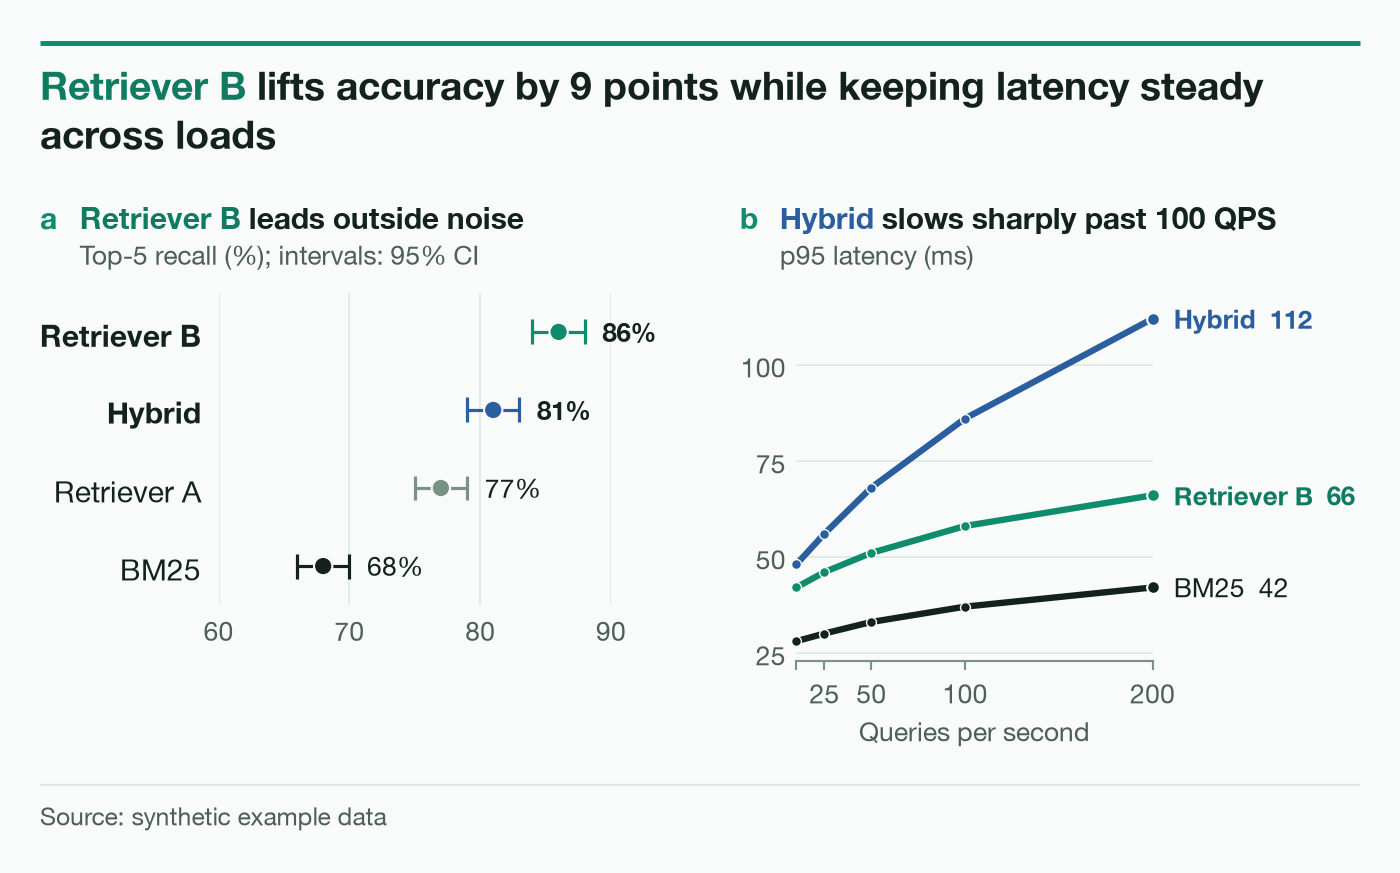 Retriever B lifts accuracy by 9 points while keeping latency steady
across loads
a Retriever B leads outside noise
Top-5 recall (%); intervals: 95% CI
Retriever B 86%
Hybrid 81%
Retriever A 77%
BM25 68%
60 70 80 90
b Hybrid slows sharply past 100 QPS
p95 latency (ms)
Hybrid 112
100
75
Retriever B 66
50
BM25 42
25
25 50 100 200
Queries per second
Source: synthetic example data